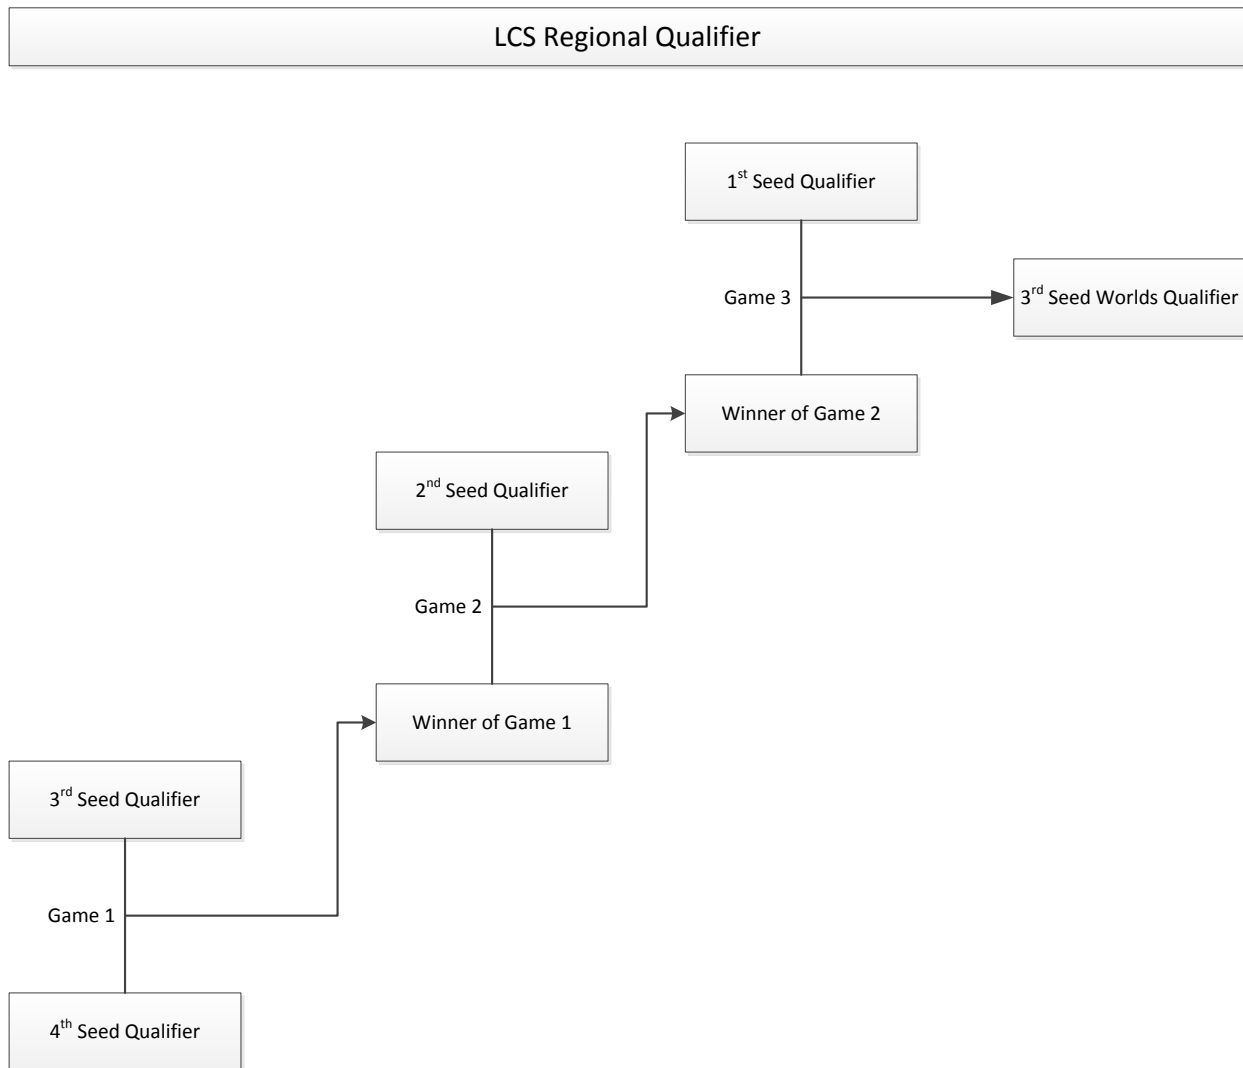 LCS Regional Qualifier
1st Seed Qualifier
Game 3
3rd Seed Worlds Qualifier
Winner of Game 2
2nd Seed Qualifier
Game 2
Winner of Game 1
3rd Seed Qualifier
Game 1
4th Seed Qualifier